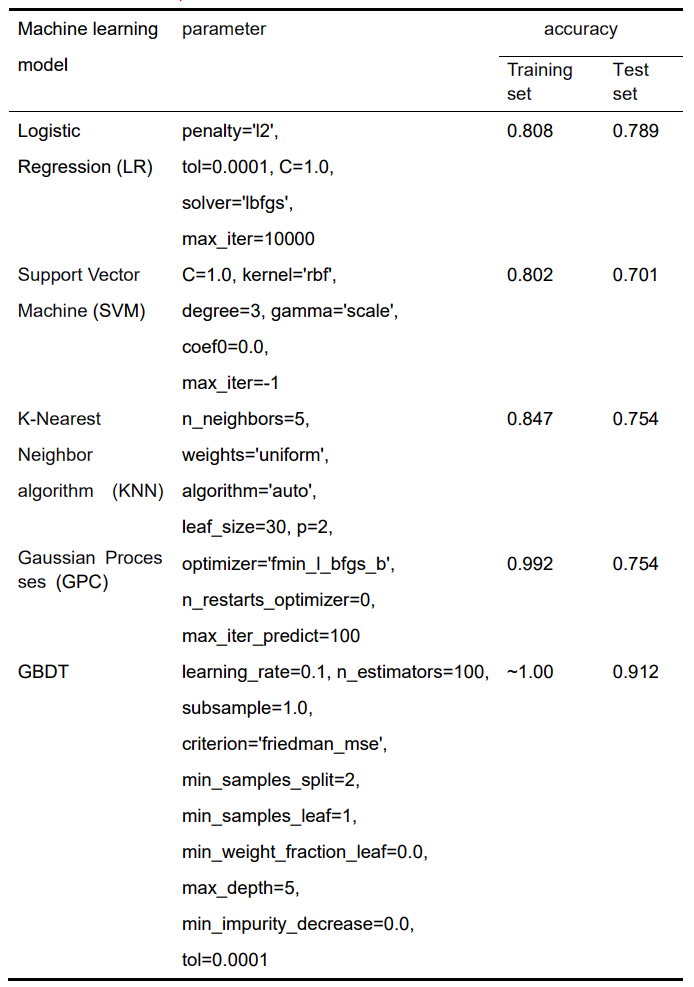 Machine learning parameter accuracy
model
Training Test
set set
Logistic penalty='l2', 0.808 0.789
Regression (LR) tol=0.0001, C=1.0,
solver='lbfgs',
max_iter=10000
Support Vector C=1.0, kernel='rbf', 0.802 0.701
Machine (SVM) degree=3, gamma='scale',
coef0=0.0,
max_iter=-1
K-Nearest n_neighbors=5, 0.847 0.754
Neighbor weights='uniform',
algorithm (KNN) algorithm='auto',
leaf_size=30, p=2,
Gaussian Proces optimizer='fmin_l_bfgs_b', 0.992 0.754
ses (GPC) n_restarts_optimizer=0,
max_iter_predict=100
GBDT learning_rate=0.1, n_estimators=100, ~1.00 0.912
subsample=1.0,
criterion='friedman_mse',
min_samples_split=2,
min_samples_leaf=1,
min_weight_fraction_leaf=0.0,
max_depth=5,
min_impurity_decrease=0.0,
tol=0.0001